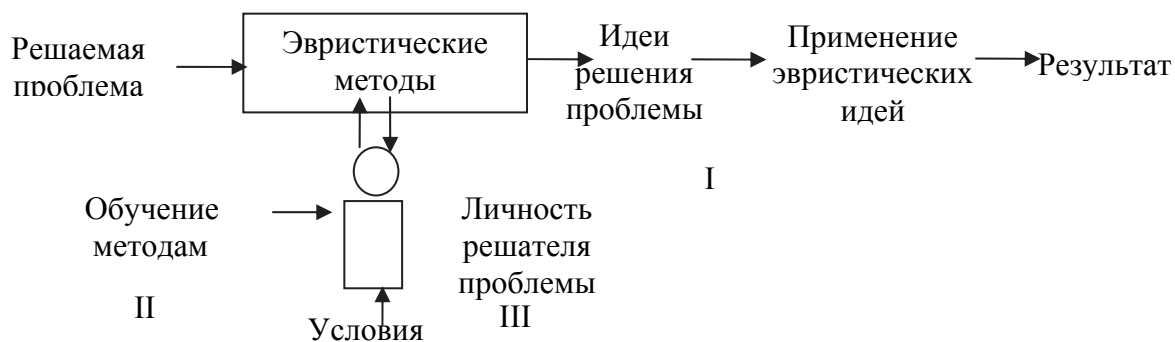 Решаемая
проблема
Эвристические
методы
Идеи
решения
проблемы
Применение
эвристических
идей
Результат
I
Обучение
методам
II
Личность
решателя
проблемы
III
Условия